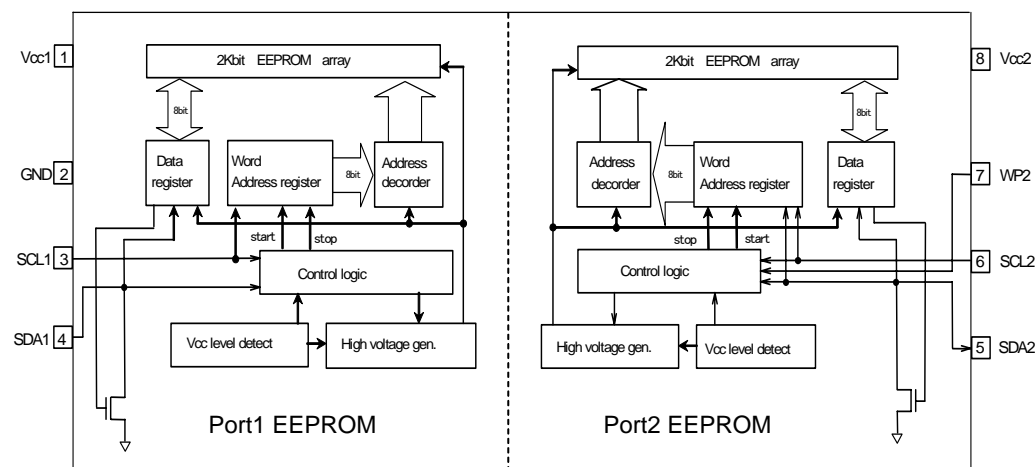 Vcc1 1
GND 2
SCL1 3
SDA1 4
2Kbit EEPROM array
8bit
Data
register
Word
Address register
8bit
Address
decorder
start
stop
Control logic
Vcc level detect
High voltage gen.
Port1 EEPROM
2Kbit EEPROM array
8bit
Address
decorder
8bit
Word
Address register
Data
register
stop
start
Control logic
High voltage gen.
Vcc level detect
Port2 EEPROM
8 Vcc2
7 WP2
6 SCL2
5 SDA2